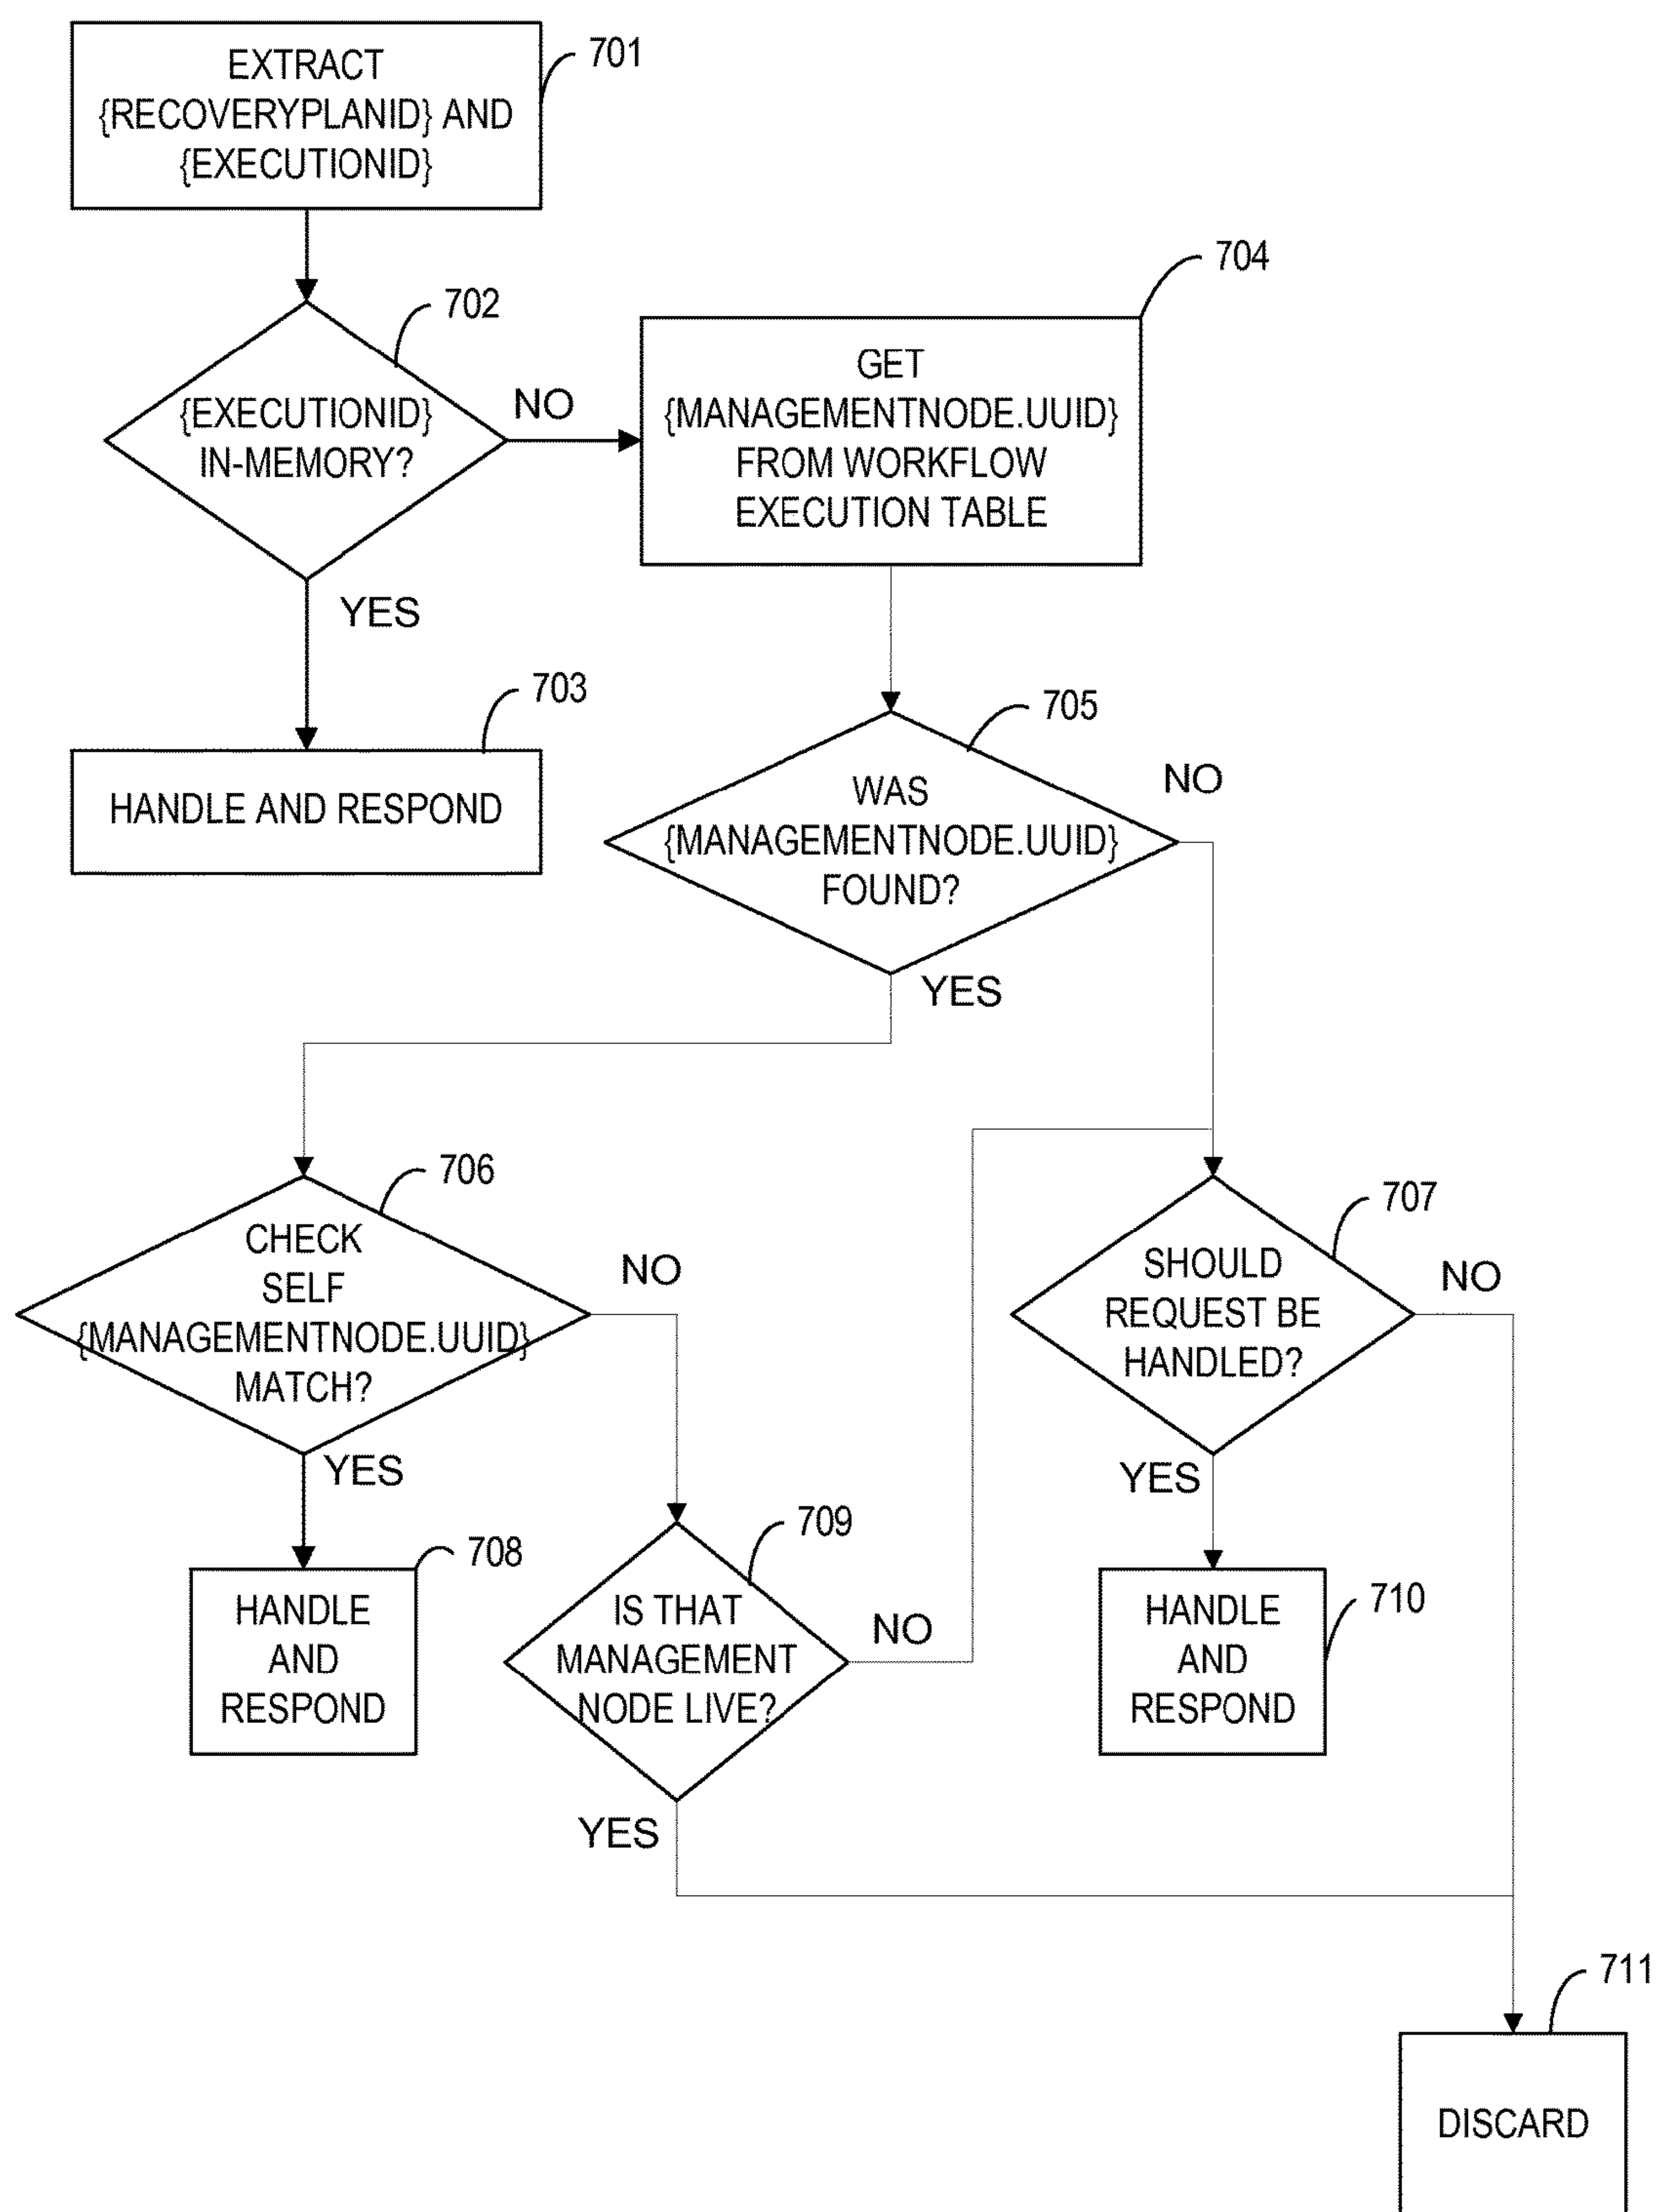 EXTRACT
{RECOVERYPLANID} AND
{EXECUTIONID}
701
702
{EXECUTIONID}
IN-MEMORY?
NO
YES
704
GET
{MANAGEMENTNODE.UUID}
FROM WORKFLOW
EXECUTION TABLE
703
HANDLE AND RESPOND
705
WAS
{MANAGEMENTNODE.UUID}
FOUND?
NO
YES
706
CHECK
SELF
{MANAGEMENTNODE.UUID}
MATCH?
NO
YES
707
SHOULD
REQUEST BE
HANDLED?
NO
YES
708
HANDLE
AND
RESPOND
709
IS THAT
MANAGEMENT
NODE LIVE?
NO
YES
710
HANDLE
AND
RESPOND
711
DISCARD